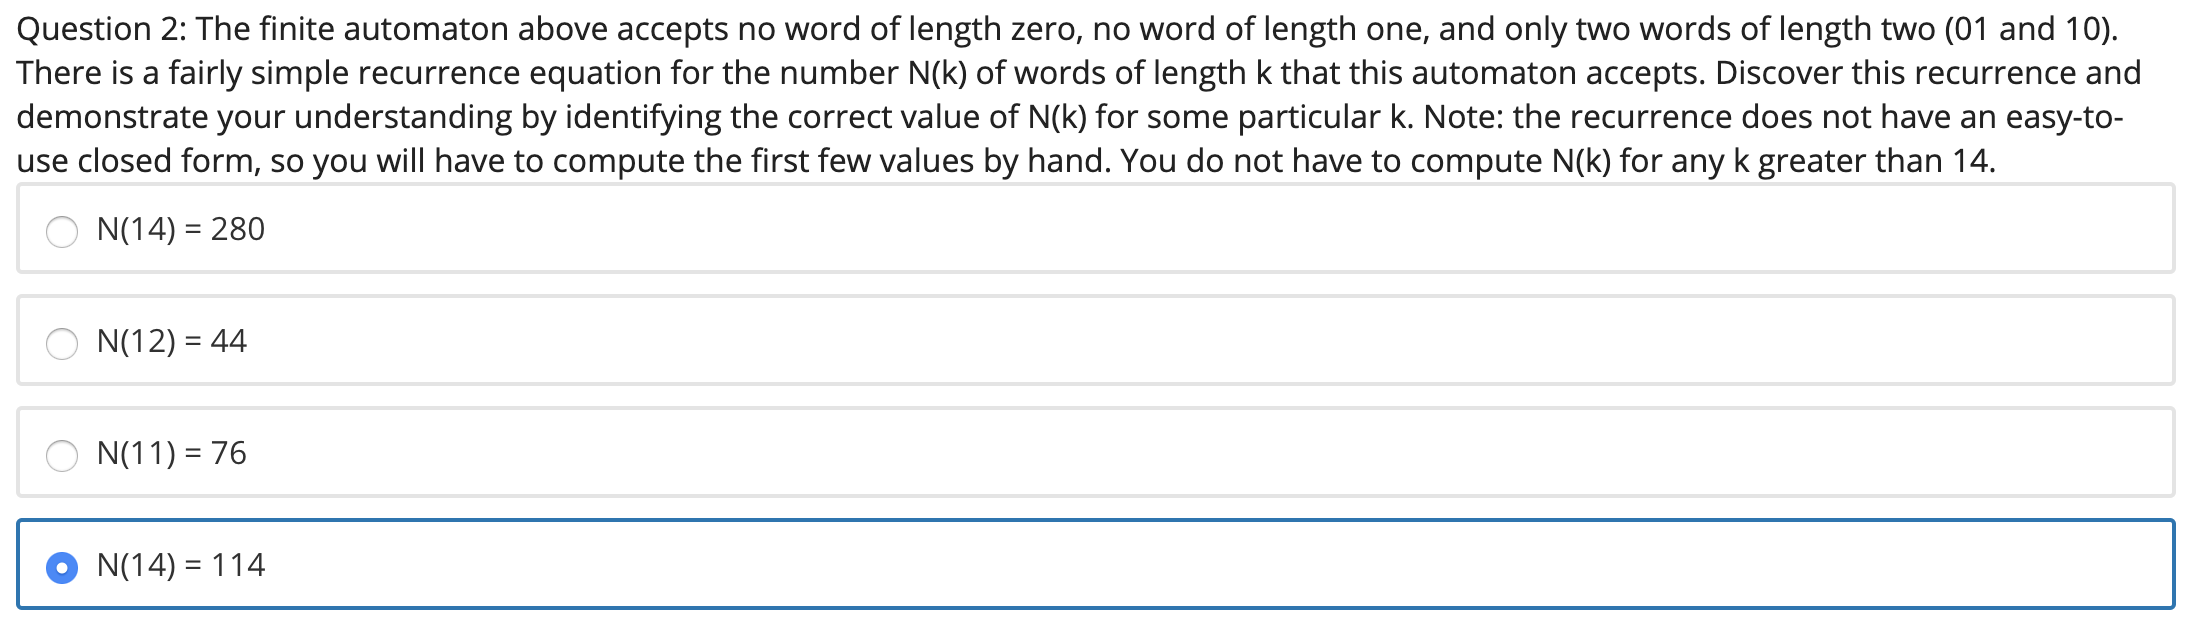 Question 2: The finite automaton above accepts no word of length zero, no word of length one, and only two words of length two (01 and 10).
There is a fairly simple recurrence equation for the number N(k) of words of length k that this automaton accepts. Discover this recurrence and
demonstrate your understanding by identifying the correct value of N(k) for some particular k. Note: the recurrence does not have an easy-to-
use closed form, so you will have to compute the first few values by hand. You do not have to compute N(k) for any k greater than 14.
N(14) = 280
N(12) = 44
N(11) = 76
N(14) = 114